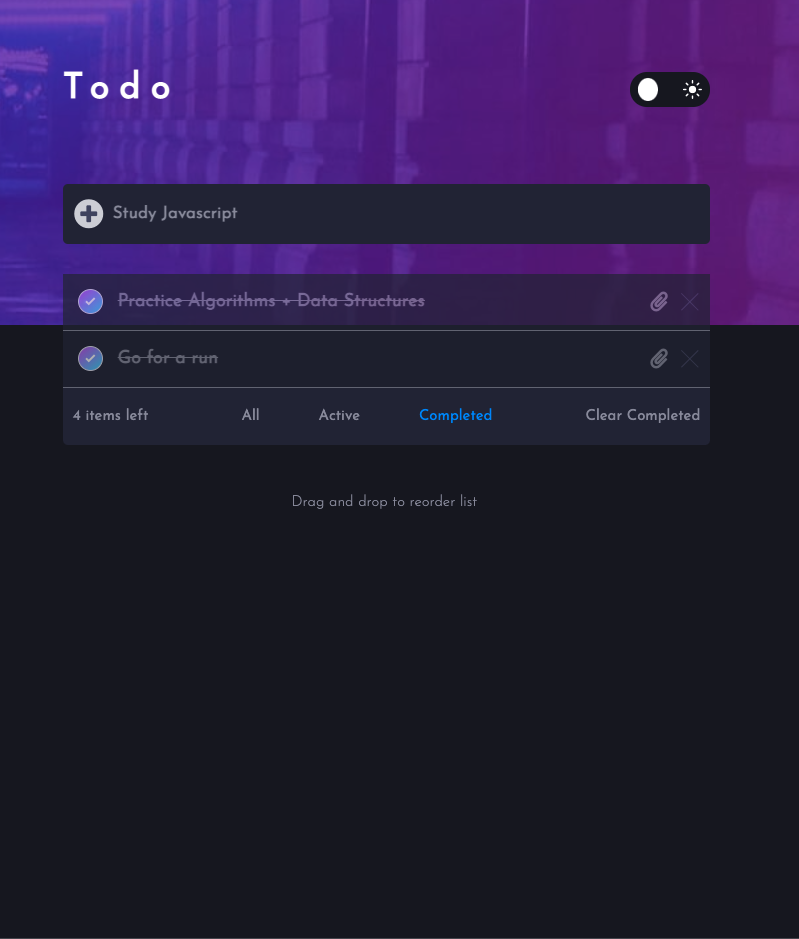 Todo
Study Javascript
Practice Algorithms + Data Structures
Go for a run
4 items left All Active Completed Clear Completed
Drag and drop to reorder list